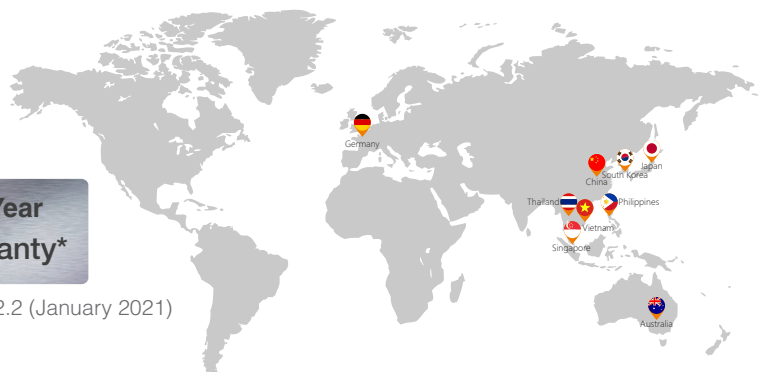 Germany
Japan
South Korea
China
Thailand
Philippines
Vietnam
Singapore
Year
anty*
2.2 (January 2021)
Australia